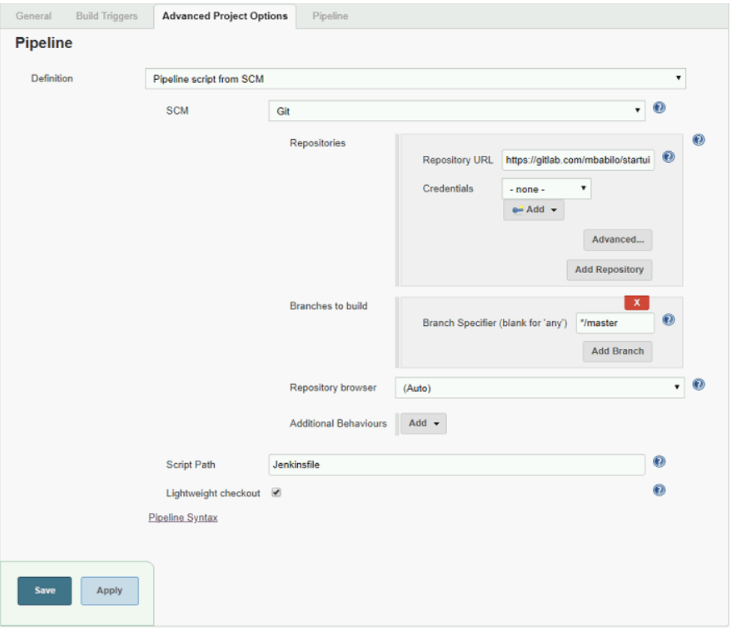 General Build Triggers Advanced Project Options Pipeline
Pipeline
Definition Pipeline script from SCM
SCM Git
Repositories
Repository URL https://gitlab.com/mbabilo/startui
Credentials - none -
Add
Advanced...
Add Repository
Branches to build
X
Branch Specifier (blank for 'any') */master
Add Branch
Repository browser (Auto)
Additional Behaviours Add
Script Path Jenkinsfile
Lightweight checkout
Pipeline Syntax
Save Apply